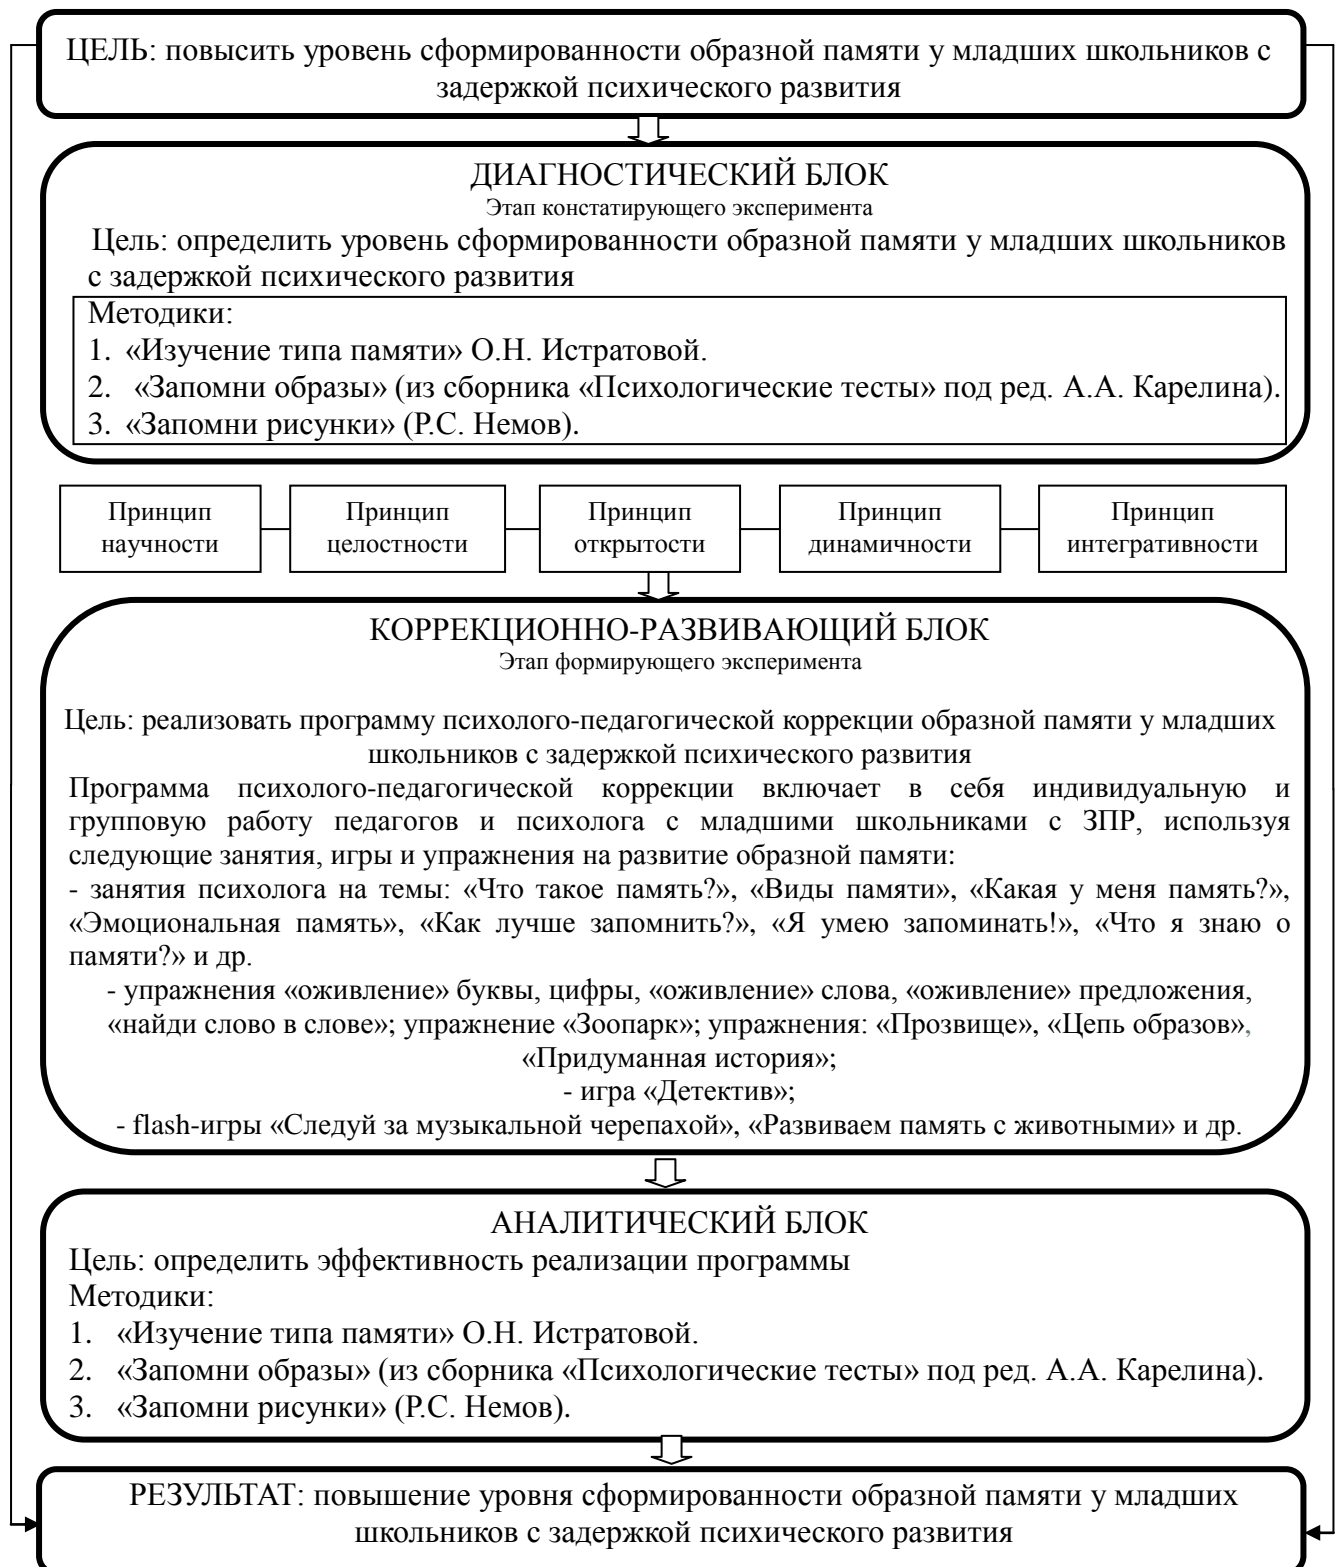 ЦЕЛЬ: повысить уровень сформированности образной памяти у младших школьников с
задержкой психического развития
ДИАГНОСТИЧЕСКИЙ БЛОК
Этап констатирующего эксперимента
Цель: определить уровень сформированности образной памяти у младших школьников
с задержкой психического развития
Методики:
1. «Изучение типа памяти» О.Н. Истратовой.
2. «Запомни образы» (из сборника «Психологические тесты» под ред. А.А. Карелина).
3. «Запомни рисунки» (Р.С. Немов).
Принцип
научности
Принцип
целостности
Принцип
открытости
Принцип
динамичности
Принцип
интегративности
КОРРЕКЦИОННО-РАЗВИВАЮЩИЙ БЛОК
Этап формирующего эксперимента
Цель: реализовать программу психолого-педагогической коррекции образной памяти у младших
школьников с задержкой психического развития
Программа психолого-педагогической коррекции включает в себя индивидуальную и
групповую работу педагогов и психолога с младшими школьниками с ЗПР, используя
следующие занятия, игры и упражнения на развитие образной памяти:
- занятия психолога на темы: «Что такое память?», «Виды памяти», «Какая у меня память?»,
«Эмоциональная память», «Как лучше запомнить?», «Я умею запоминать!», «Что я знаю о
памяти?» и др.
- упражнения «оживление» буквы, цифры, «оживление» слова, «оживление» предложения,
«найди слово в слове»; упражнение «Зоопарк»; упражнения: «Прозвище», «Цепь образов»,
«Придуманная история»;
- игра «Детектив»;
- flash-игры «Следуй за музыкальной черепахой», «Развиваем память с животными» и др.
АНАЛИТИЧЕСКИЙ БЛОК
Цель: определить эффективность реализации программы
Методики:
1. «Изучение типа памяти» О.Н. Истратовой.
2. «Запомни образы» (из сборника «Психологические тесты» под ред. А.А. Карелина).
3. «Запомни рисунки» (Р.С. Немов).
РЕЗУЛЬТАТ: повышение уровня сформированности образной памяти у младших
школьников с задержкой психического развития